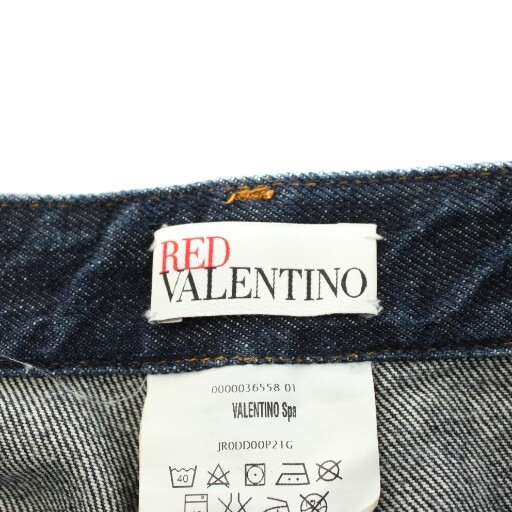 RED
VALENTINO
0000036558 01
VALENTINO Spa
JR0DD00P21G
40